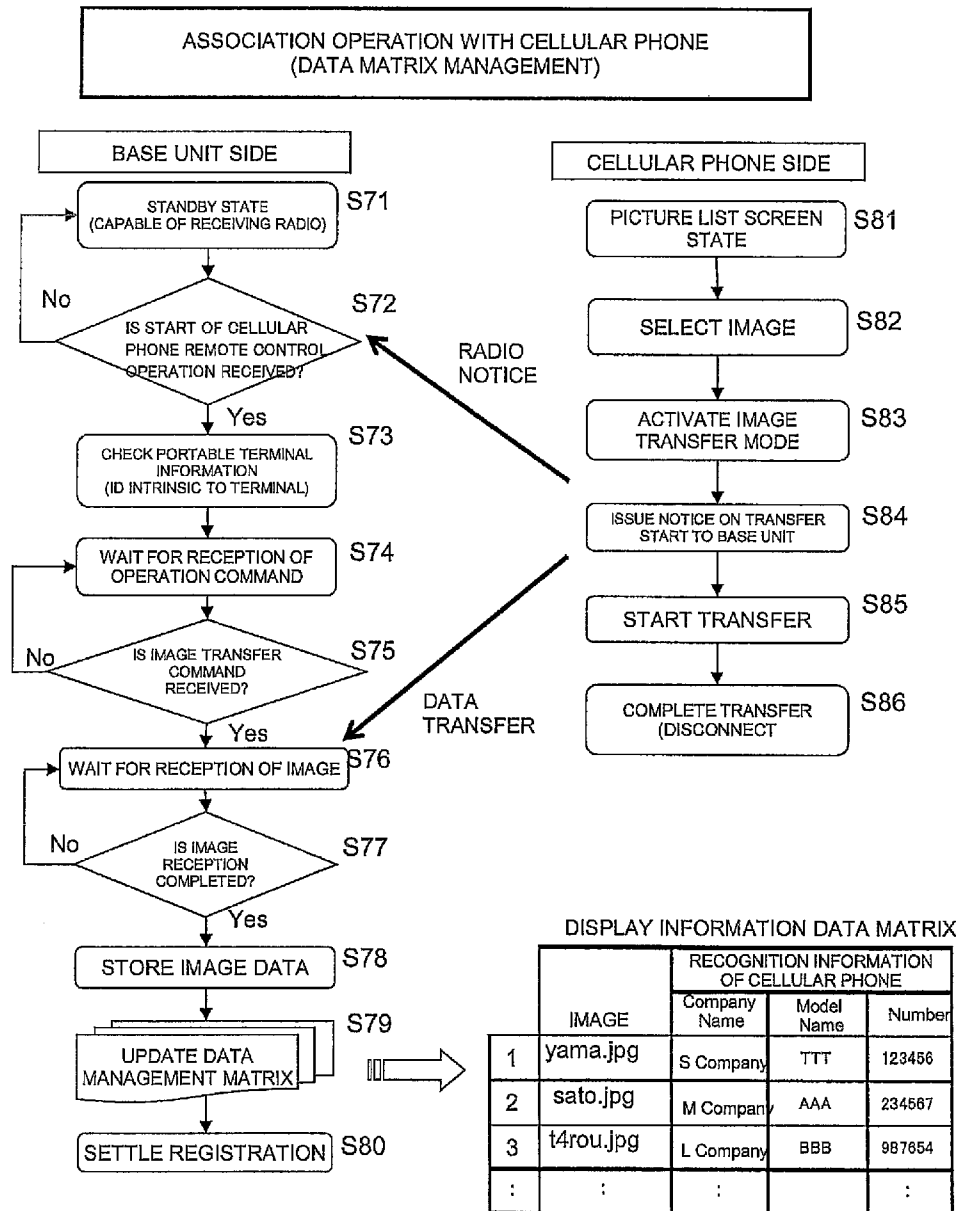 ASSOCIATION OPERATION WITH CELLULAR PHONE
(DATA MATRIX MANAGEMENT)
BASE UNIT SIDE
STANDBY STATE
(CAPABLE OF RECEIVING RADIO)
S71
No
IS START OF CELLULAR
PHONE REMOTE CONTROL
OPERATION RECEIVED?
S72
Yes
CHECK PORTABLE TERMINAL
INFORMATION
(ID INTRINSIC TO TERMINAL)
S73
WAIT FOR RECEPTION OF
OPERATION COMMAND
S74
No
IS IMAGE TRANSFER
COMMAND
RECEIVED?
S75
Yes
WAIT FOR RECEPTION OF IMAGE
S76
No
IS IMAGE
RECEPTION
COMPLETED?
S77
Yes
STORE IMAGE DATA
S78
UPDATE DATA
MANAGEMENT MATRIX
S79
SETTLE REGISTRATION
S80
RADIO
NOTICE
DATA
TRANSFER
CELLULAR PHONE SIDE
PICTURE LIST SCREEN
STATE
S81
SELECT IMAGE
S82
ACTIVATE IMAGE
TRANSFER MODE
S83
ISSUE NOTICE ON TRANSFER
START TO BASE UNIT
S84
START TRANSFER
S85
COMPLETE TRANSFER
(DISCONNECT
S86
DISPLAY INFORMATION DATA MATRIX
RECOGNITION INFORMATION
OF CELLULAR PHONE
IMAGE
Company
Name
Model
Name
Number
1 yama.jpg S Company TTT 123456
2 sato.jpg M Company AAA 234567
3 t4rou.jpg L Company BBB 987654
: : : :